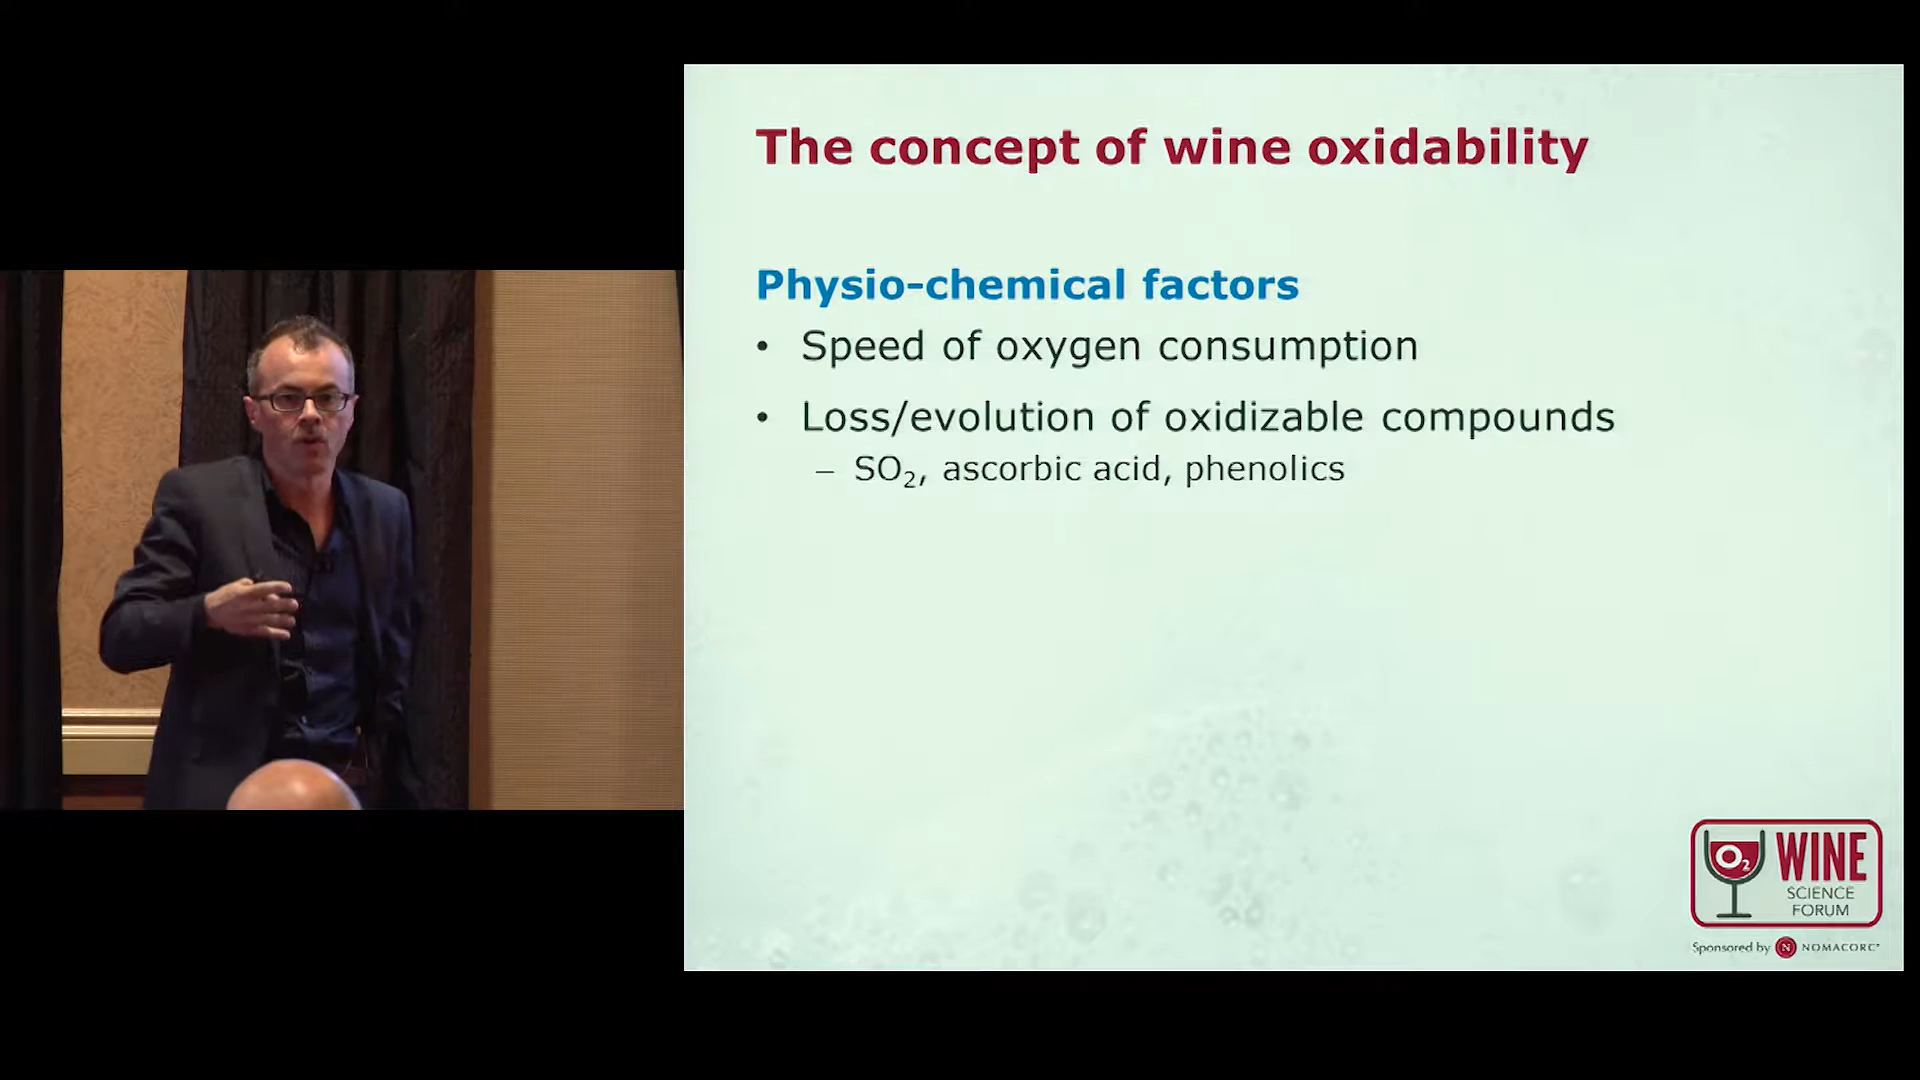 The concept of wine oxidability
Physio-chemical factors
• Speed of oxygen consumption
• Loss/evolution of oxidizable compounds
– SO₂, ascorbic acid, phenolics
O₂ WINE
SCIENCE
FORUM
Sponsored by N NOMACORC